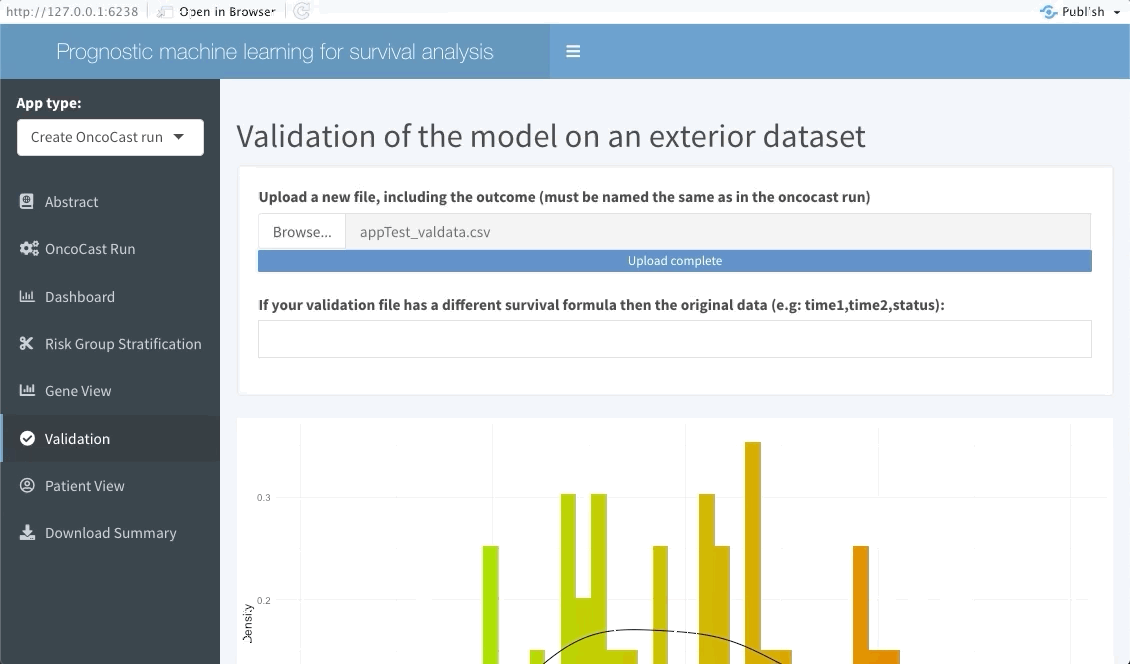 http://127.0.0.1:6238 Open in Browser Publish
Prognostic machine learning for survival analysis
App type:
Create OncoCast run
Abstract
OncoCast Run
Dashboard
Risk Group Stratification
Gene View
Validation
Patient View
Download Summary
Validation of the model on an exterior dataset
Upload a new file, including the outcome (must be named the same as in the oncocast run)
Browse... appTest_valdata.csv
Upload complete
If your validation file has a different survival formula then the original data (e.g: time1,time2,status):
0.3
0.2
Density